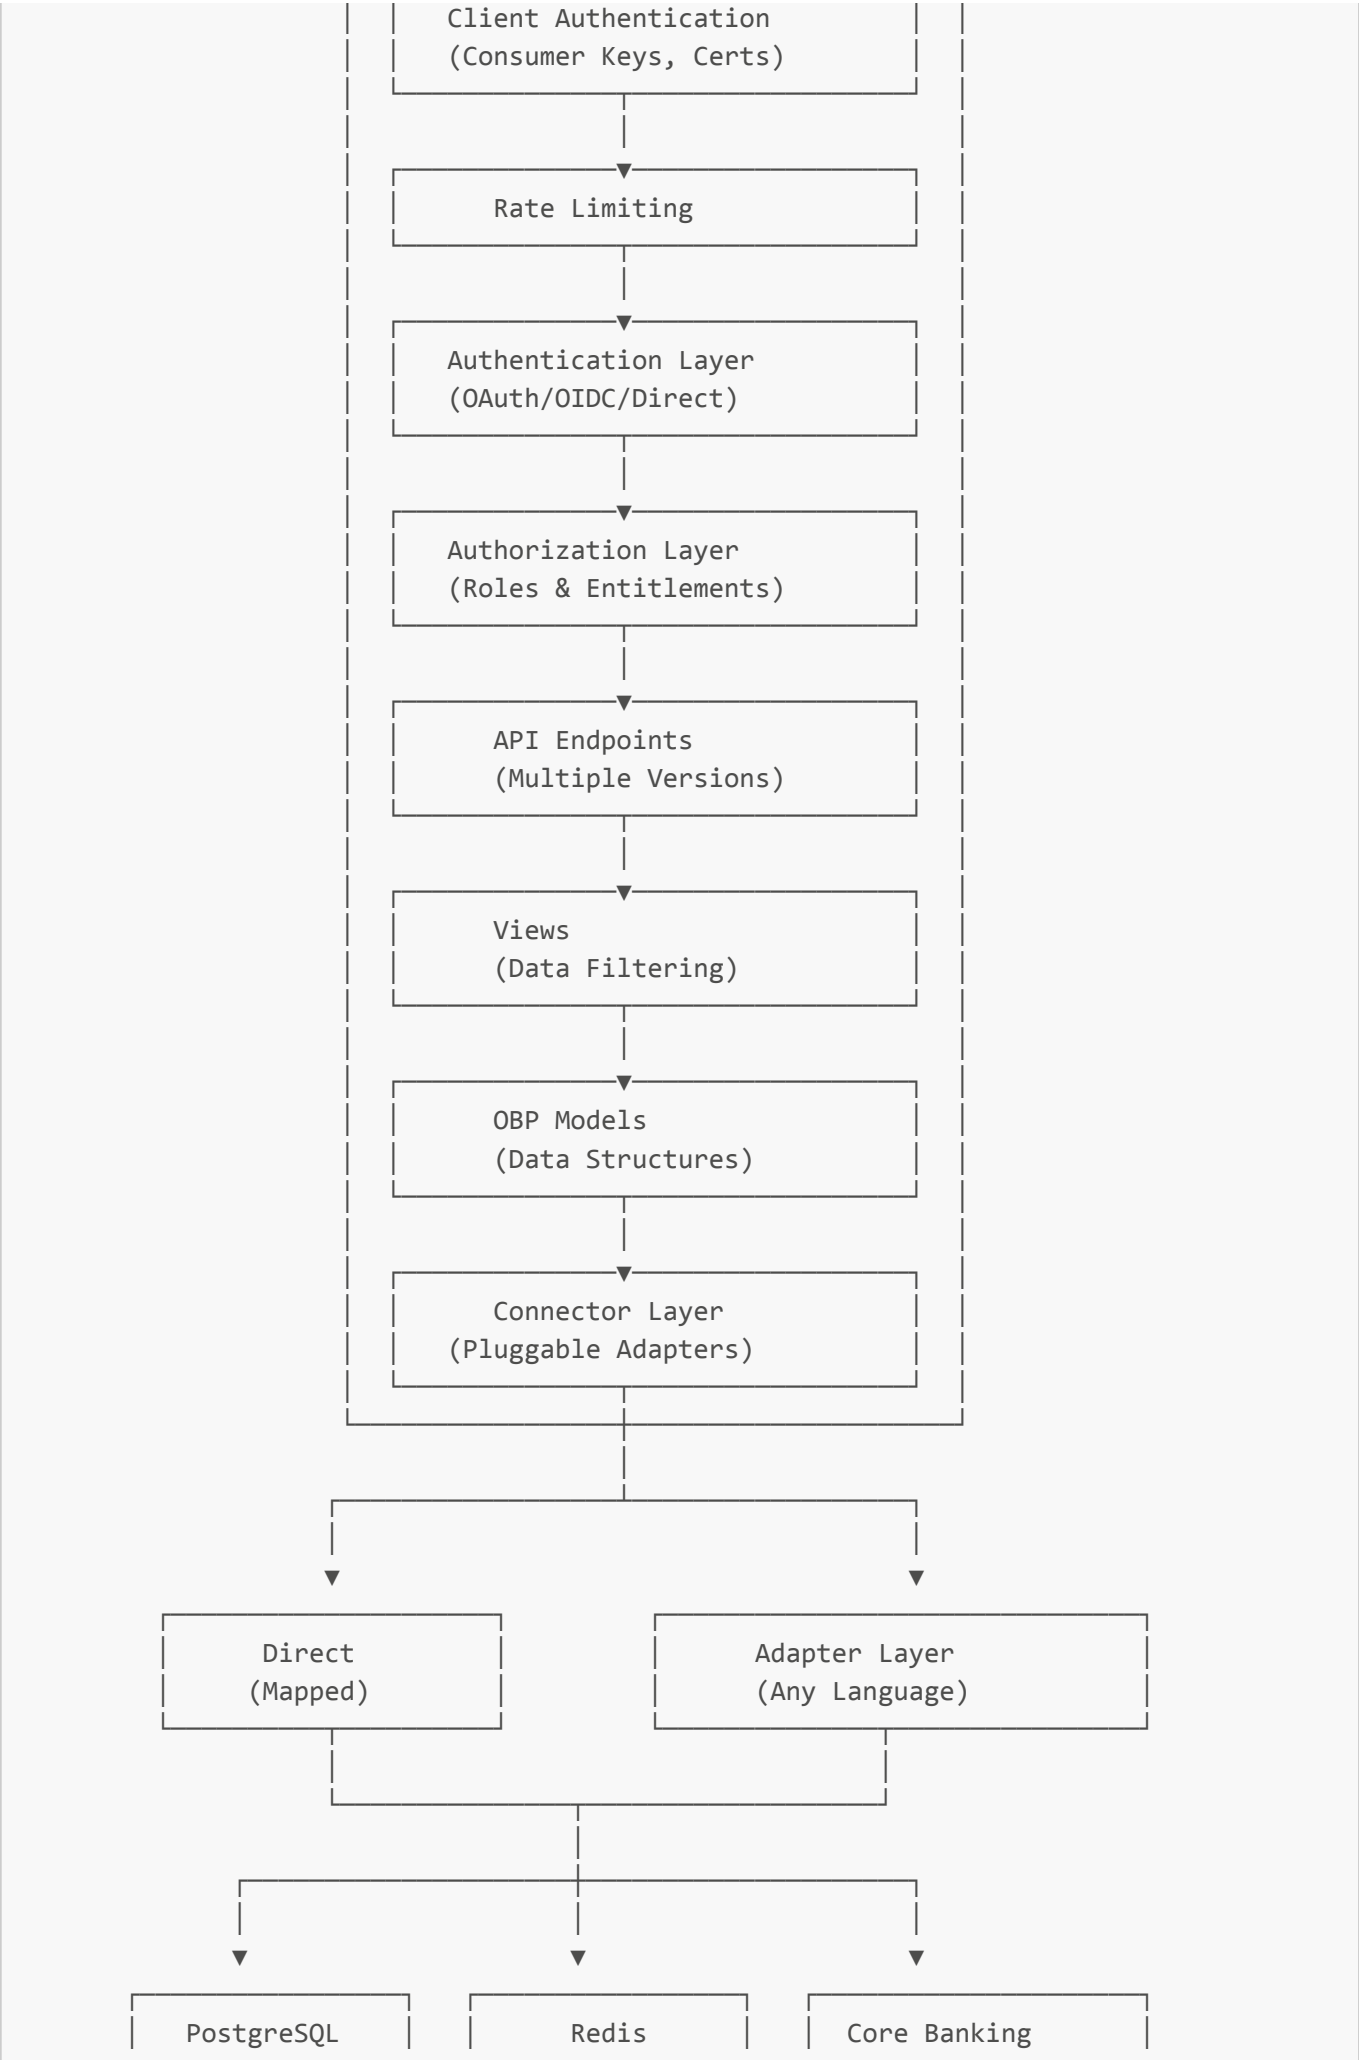 Client Authentication
(Consumer Keys, Certs)
Rate Limiting
Authentication Layer
(OAuth/OIDC/Direct)
Authorization Layer
(Roles & Entitlements)
API Endpoints
(Multiple Versions)
Views
(Data Filtering)
OBP Models
(Data Structures)
Connector Layer
(Pluggable Adapters)
Direct
(Mapped)
Adapter Layer
(Any Language)
PostgreSQL
Redis
Core Banking